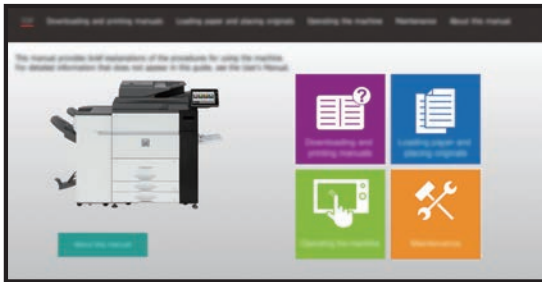 TOP Downloading and printing manuals Loading paper and placing originals Operating the machine Maintenance About this manual
This manual provides brief explanations of the procedures for using the machine.
For detailed information that does not appear in this guide, see the User's Manual.
?
Downloading and
printing manuals
Loading paper and
placing originals
Operating the machine
Maintenance
About this manual